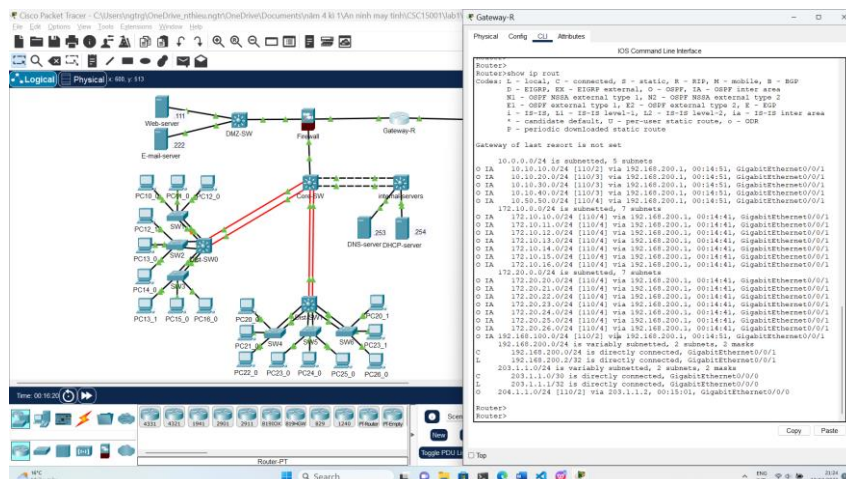 Cisco Packet Tracer - C:\Users\ngtrg\OneDrive_nthieu.ngtr\OneDrive\Documents\năm 4 kì 1\An ninh may tinh\CSC15001\lab1
File Edit Options View Tools Extensions Window Help
Logical
Physical x: 680, y: 513
.111
Web-server
.222
E-mail-server
DMZ-SW
Firewall
Gateway-R
Core-SW
internal-servers
.253
DNS-server
.254
DHCP-server
PC10_0
PC12_0
PC12_1
SW1
PC13_0
SW2
Dist-SW0
PC14_0
SW3
PC13_1
PC15_0
PC16_0
Dist-SW1
PC20_1
PC21_0
SW4
SW5
SW6
PC23_1
PC22_0
PC23_0
PC24_0
PC25_0
PC26_0
Time: 00:16:20
4331
4321
1941
2901
2911
819IOX
819HGW
829
1240
PT-Router
PT-Empty
Router-PT
New
Toggle PDU
Gateway-R
Physical
Config
CLI
Attributes
IOS Command Line Interface
Router>
Router>show ip rout
Codes: L - local, C - connected, S - static, R - RIP, M - mobile, B - BGP
D - EIGRP, EX - EIGRP external, O - OSPF, IA - OSPF inter area
N1 - OSPF NSSA external type 1, N2 - OSPF NSSA external type 2
E1 - OSPF external type 1, E2 - OSPF external type 2, E - EGP
i - IS-IS, L1 - IS-IS level-1, L2 - IS-IS level-2, ia - IS-IS inter area
* - candidate default, U - per-user static route, o - ODR
P - periodic downloaded static route
Gateway of last resort is not set
10.0.0.0/24 is subnetted, 5 subnets
O IA 10.10.10.0/24 [110/2] via 192.168.200.1, 00:14:51, GigabitEthernet0/0/1
O IA 10.10.20.0/24 [110/3] via 192.168.200.1, 00:14:51, GigabitEthernet0/0/1
O IA 10.10.30.0/24 [110/3] via 192.168.200.1, 00:14:51, GigabitEthernet0/0/1
O IA 10.10.40.0/24 [110/3] via 192.168.200.1, 00:14:51, GigabitEthernet0/0/1
O IA 10.50.50.0/24 [110/2] via 192.168.200.1, 00:14:51, GigabitEthernet0/0/1
172.10.0.0/24 is subnetted, 7 subnets
O IA 172.10.10.0/24 [110/4] via 192.168.200.1, 00:14:41, GigabitEthernet0/0/1
O IA 172.10.11.0/24 [110/4] via 192.168.200.1, 00:14:41, GigabitEthernet0/0/1
O IA 172.10.12.0/24 [110/4] via 192.168.200.1, 00:14:41, GigabitEthernet0/0/1
O IA 172.10.13.0/24 [110/4] via 192.168.200.1, 00:14:41, GigabitEthernet0/0/1
O IA 172.10.14.0/24 [110/4] via 192.168.200.1, 00:14:41, GigabitEthernet0/0/1
O IA 172.10.15.0/24 [110/4] via 192.168.200.1, 00:14:41, GigabitEthernet0/0/1
O IA 172.10.16.0/24 [110/4] via 192.168.200.1, 00:14:41, GigabitEthernet0/0/1
172.20.0.0/24 is subnetted, 7 subnets
O IA 172.20.20.0/24 [110/4] via 192.168.200.1, 00:14:41, GigabitEthernet0/0/1
O IA 172.20.21.0/24 [110/4] via 192.168.200.1, 00:14:41, GigabitEthernet0/0/1
O IA 172.20.22.0/24 [110/4] via 192.168.200.1, 00:14:41, GigabitEthernet0/0/1
O IA 172.20.23.0/24 [110/4] via 192.168.200.1, 00:14:41, GigabitEthernet0/0/1
O IA 172.20.24.0/24 [110/4] via 192.168.200.1, 00:14:41, GigabitEthernet0/0/1
O IA 172.20.25.0/24 [110/4] via 192.168.200.1, 00:14:41, GigabitEthernet0/0/1
O IA 172.20.26.0/24 [110/4] via 192.168.200.1, 00:14:41, GigabitEthernet0/0/1
O IA 192.168.100.0/24 [110/2] via 192.168.200.1, 00:14:51, GigabitEthernet0/0/1
192.168.200.0/24 is variably subnetted, 2 subnets, 2 masks
C 192.168.200.0/24 is directly connected, GigabitEthernet0/0/1
L 192.168.200.2/32 is directly connected, GigabitEthernet0/0/1
203.1.1.0/24 is variably subnetted, 2 subnets, 2 masks
C 203.1.1.0/30 is directly connected, GigabitEthernet0/0/0
L 203.1.1.1/32 is directly connected, GigabitEthernet0/0/0
O 204.1.1.0/24 [110/2] via 203.1.1.2, 00:15:01, GigabitEthernet0/0/0
Router>
Router>
Copy
Paste
Top
16°C
Search
ENG
21:24